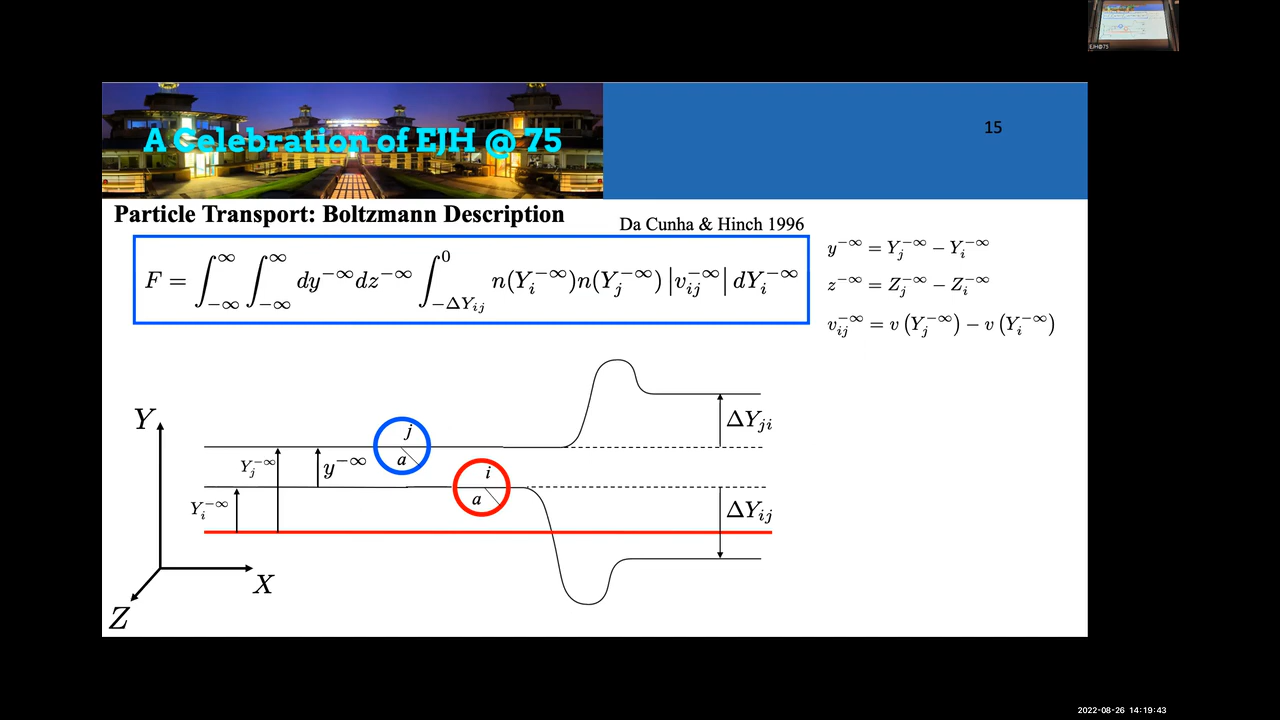 EJH@75
A Celebration of EJH @ 75
15
Particle Transport: Boltzmann Description
Da Cunha & Hinch 1996
F = ∫_{-∞}^{∞} ∫_{-∞}^{∞} dy^{-∞}dz^{-∞} ∫_{-ΔY_{ij}}^{0} n(Y_i^{-∞})n(Y_j^{-∞}) |v_{ij}^{-∞}| dY_i^{-∞}
y^{-∞} = Y_j^{-∞} − Y_i^{-∞}
z^{-∞} = Z_j^{-∞} − Z_i^{-∞}
v_{ij}^{-∞} = v (Y_j^{-∞}) − v (Y_i^{-∞})
Y
j
ΔY_{ji}
Y_j^{-∞}
y^{-∞}
a
i
a
Y_i^{-∞}
ΔY_{ij}
X
Z
2022-08-26 14:19:43